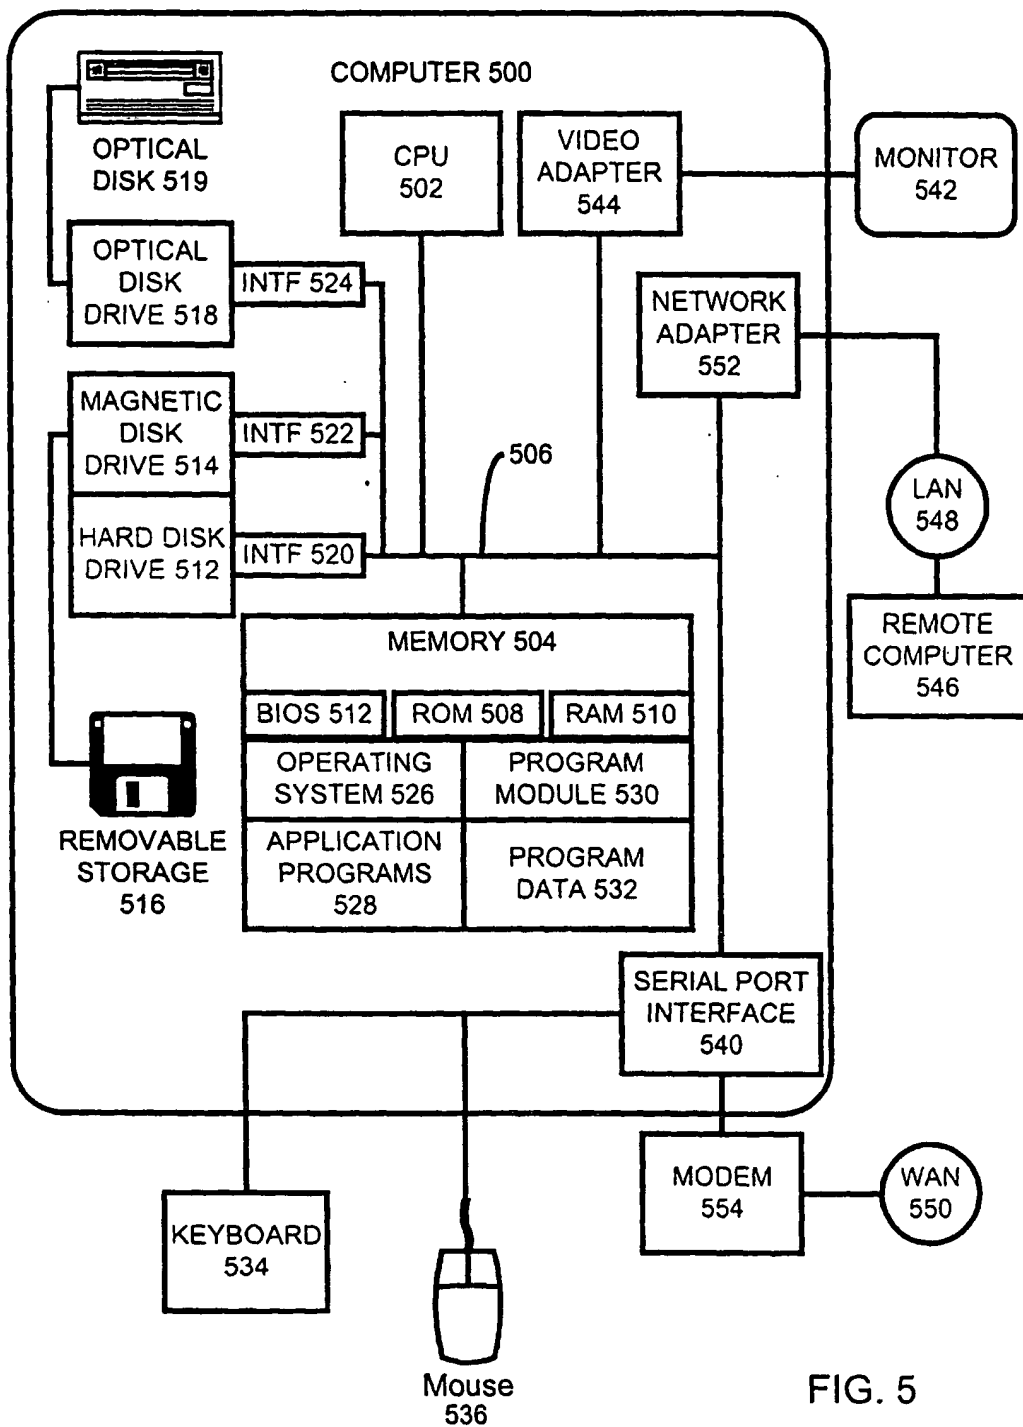 COMPUTER 500
OPTICAL
DISK 519
CPU
502
VIDEO
ADAPTER
544
MONITOR
542
OPTICAL
DISK
DRIVE 518
INTF 524
NETWORK
ADAPTER
552
MAGNETIC
DISK
DRIVE 514
INTF 522
506
LAN
548
HARD DISK
DRIVE 512
INTF 520
REMOTE
COMPUTER
546
MEMORY 504
BIOS 512
ROM 508
RAM 510
OPERATING
SYSTEM 526
PROGRAM
MODULE 530
REMOVABLE
STORAGE
516
APPLICATION
PROGRAMS
528
PROGRAM
DATA 532
SERIAL PORT
INTERFACE
540
MODEM
554
WAN
550
KEYBOARD
534
Mouse
536
FIG. 5